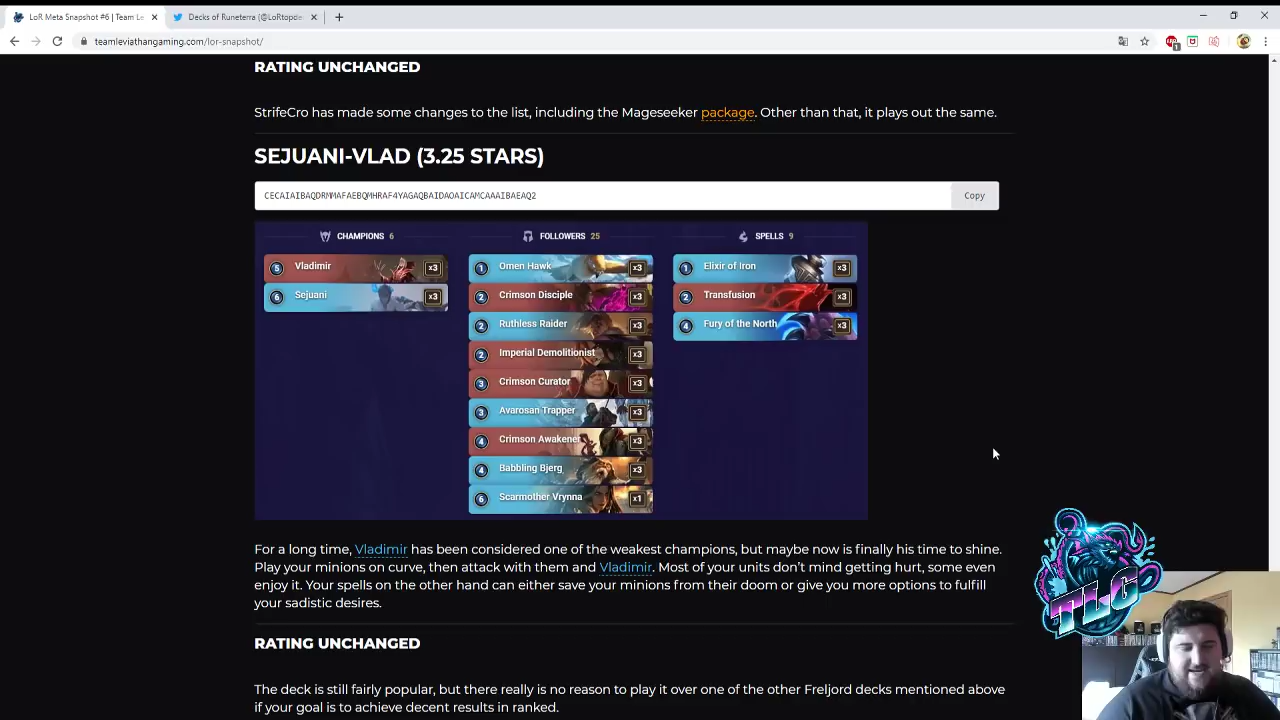 LoR Meta Snapshot #6 | Team Le
Decks of Runeterra (@LoRtopdec
teamleviathangaming.com/lor-snapshot/
RATING UNCHANGED
StrifeCro has made some changes to the list, including the Mageseeker package. Other than that, it plays out the same.
SEJUANI-VLAD (3.25 STARS)
CECAIAIBAQDRMMAFAEBQMHRAF4YAGAQBAIDAOAICAMCAAAIBAEAQ2
Copy
CHAMPIONS 6
5 Vladimir x3
6 Sejuani x3
FOLLOWERS 25
1 Omen Hawk x3
2 Crimson Disciple x3
2 Ruthless Raider x3
2 Imperial Demolitionist x3
3 Crimson Curator x3
3 Avarosan Trapper x3
4 Crimson Awakener x3
4 Babbling Bjerg x3
6 Scarmother Vrynna x1
SPELLS 9
1 Elixir of Iron x3
2 Transfusion x3
4 Fury of the North x3
For a long time, Vladimir has been considered one of the weakest champions, but maybe now is finally his time to shine.
Play your minions on curve, then attack with them and Vladimir. Most of your units don't mind getting hurt, some even
enjoy it. Your spells on the other hand can either save your minions from their doom or give you more options to fulfill
your sadistic desires.
TLG
RATING UNCHANGED
The deck is still fairly popular, but there really is no reason to play it over one of the other Freljord decks mentioned above
if your goal is to achieve decent results in ranked.